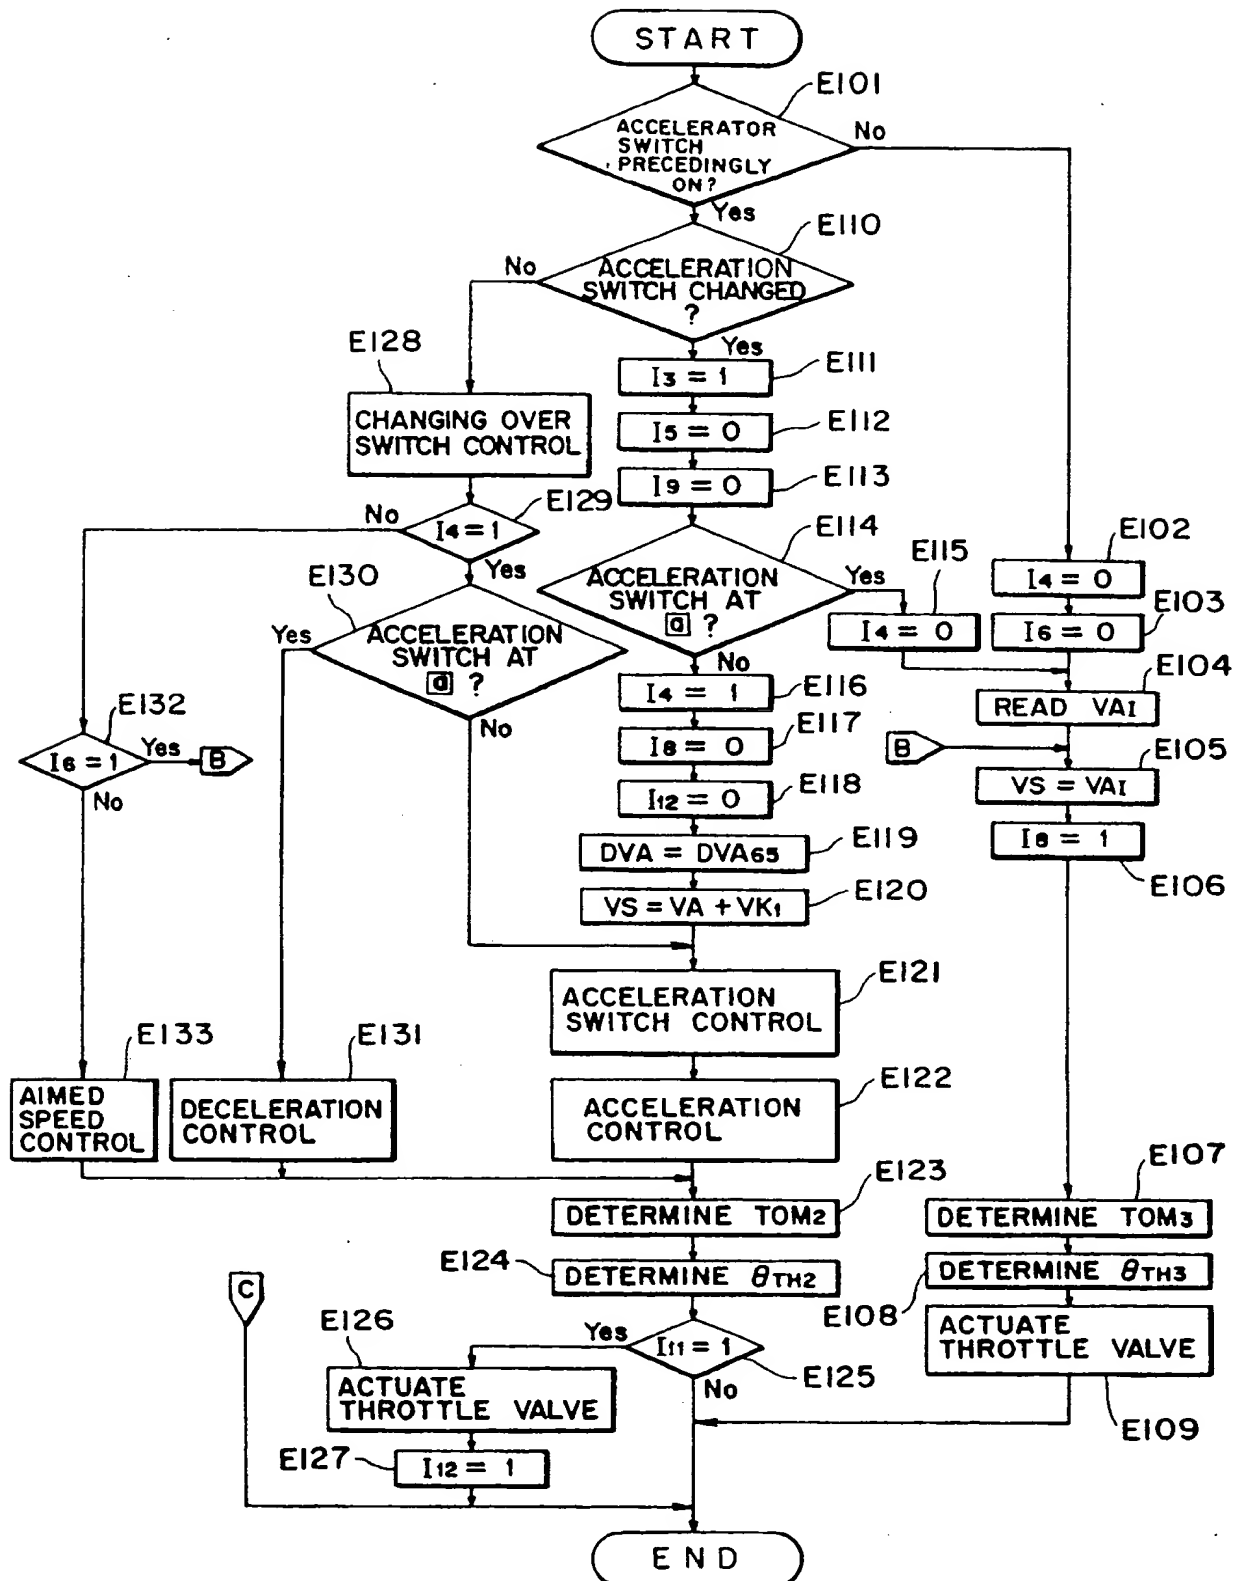 START
E101
ACCELERATOR
SWITCH
PRECEDINGLY
ON?
No
Yes
E110
ACCELERATION
SWITCH CHANGED
?
No
Yes
E128
CHANGING OVER
SWITCH CONTROL
E111
I3 = 1
E112
I5 = 0
E113
I9 = 0
E129
I4 = 1
No
Yes
E114
ACCELERATION
SWITCH AT
a ?
Yes
No
E115
I4 = 0
E102
I4 = 0
E103
I6 = 0
E104
READ VAI
E130
ACCELERATION
SWITCH AT
a ?
Yes
No
E116
I4 = 1
E117
I8 = 0
E118
I12 = 0
E119
DVA = DVA65
E120
VS = VA + VK1
E132
I6 = 1
Yes
B
No
B
E105
VS = VAI
I8 = 1
E106
E121
ACCELERATION
SWITCH CONTROL
E133
AIMED
SPEED
CONTROL
E131
DECELERATION
CONTROL
E122
ACCELERATION
CONTROL
E123
DETERMINE TOM2
E107
DETERMINE TOM3
E124
DETERMINE θTH2
DETERMINE θTH3
E108
C
E126
ACTUATE
THROTTLE VALVE
Yes
I11 = 1
E125
No
ACTUATE
THROTTLE VALVE
E109
E127
I12 = 1
END